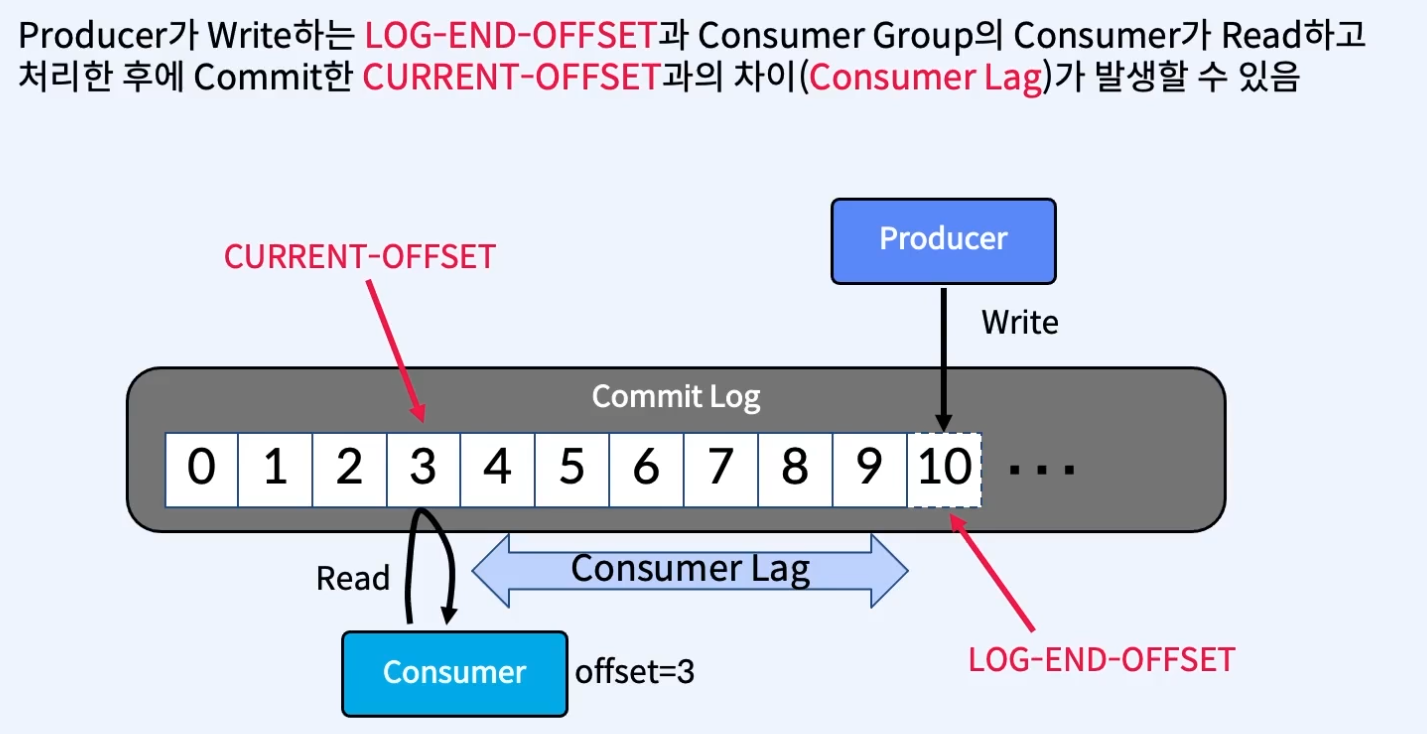 Producer가 Write하는 LOG-END-OFFSET과 Consumer Group의 Consumer가 Read하고
처리한 후에 Commit한 CURRENT-OFFSET과의 차이(Consumer Lag)가 발생할 수 있음
Producer
CURRENT-OFFSET
Write
Commit Log
0 1 2 3 4 5 6 7 8 9 10 ...
Consumer Lag
Read
LOG-END-OFFSET
Consumer offset=3